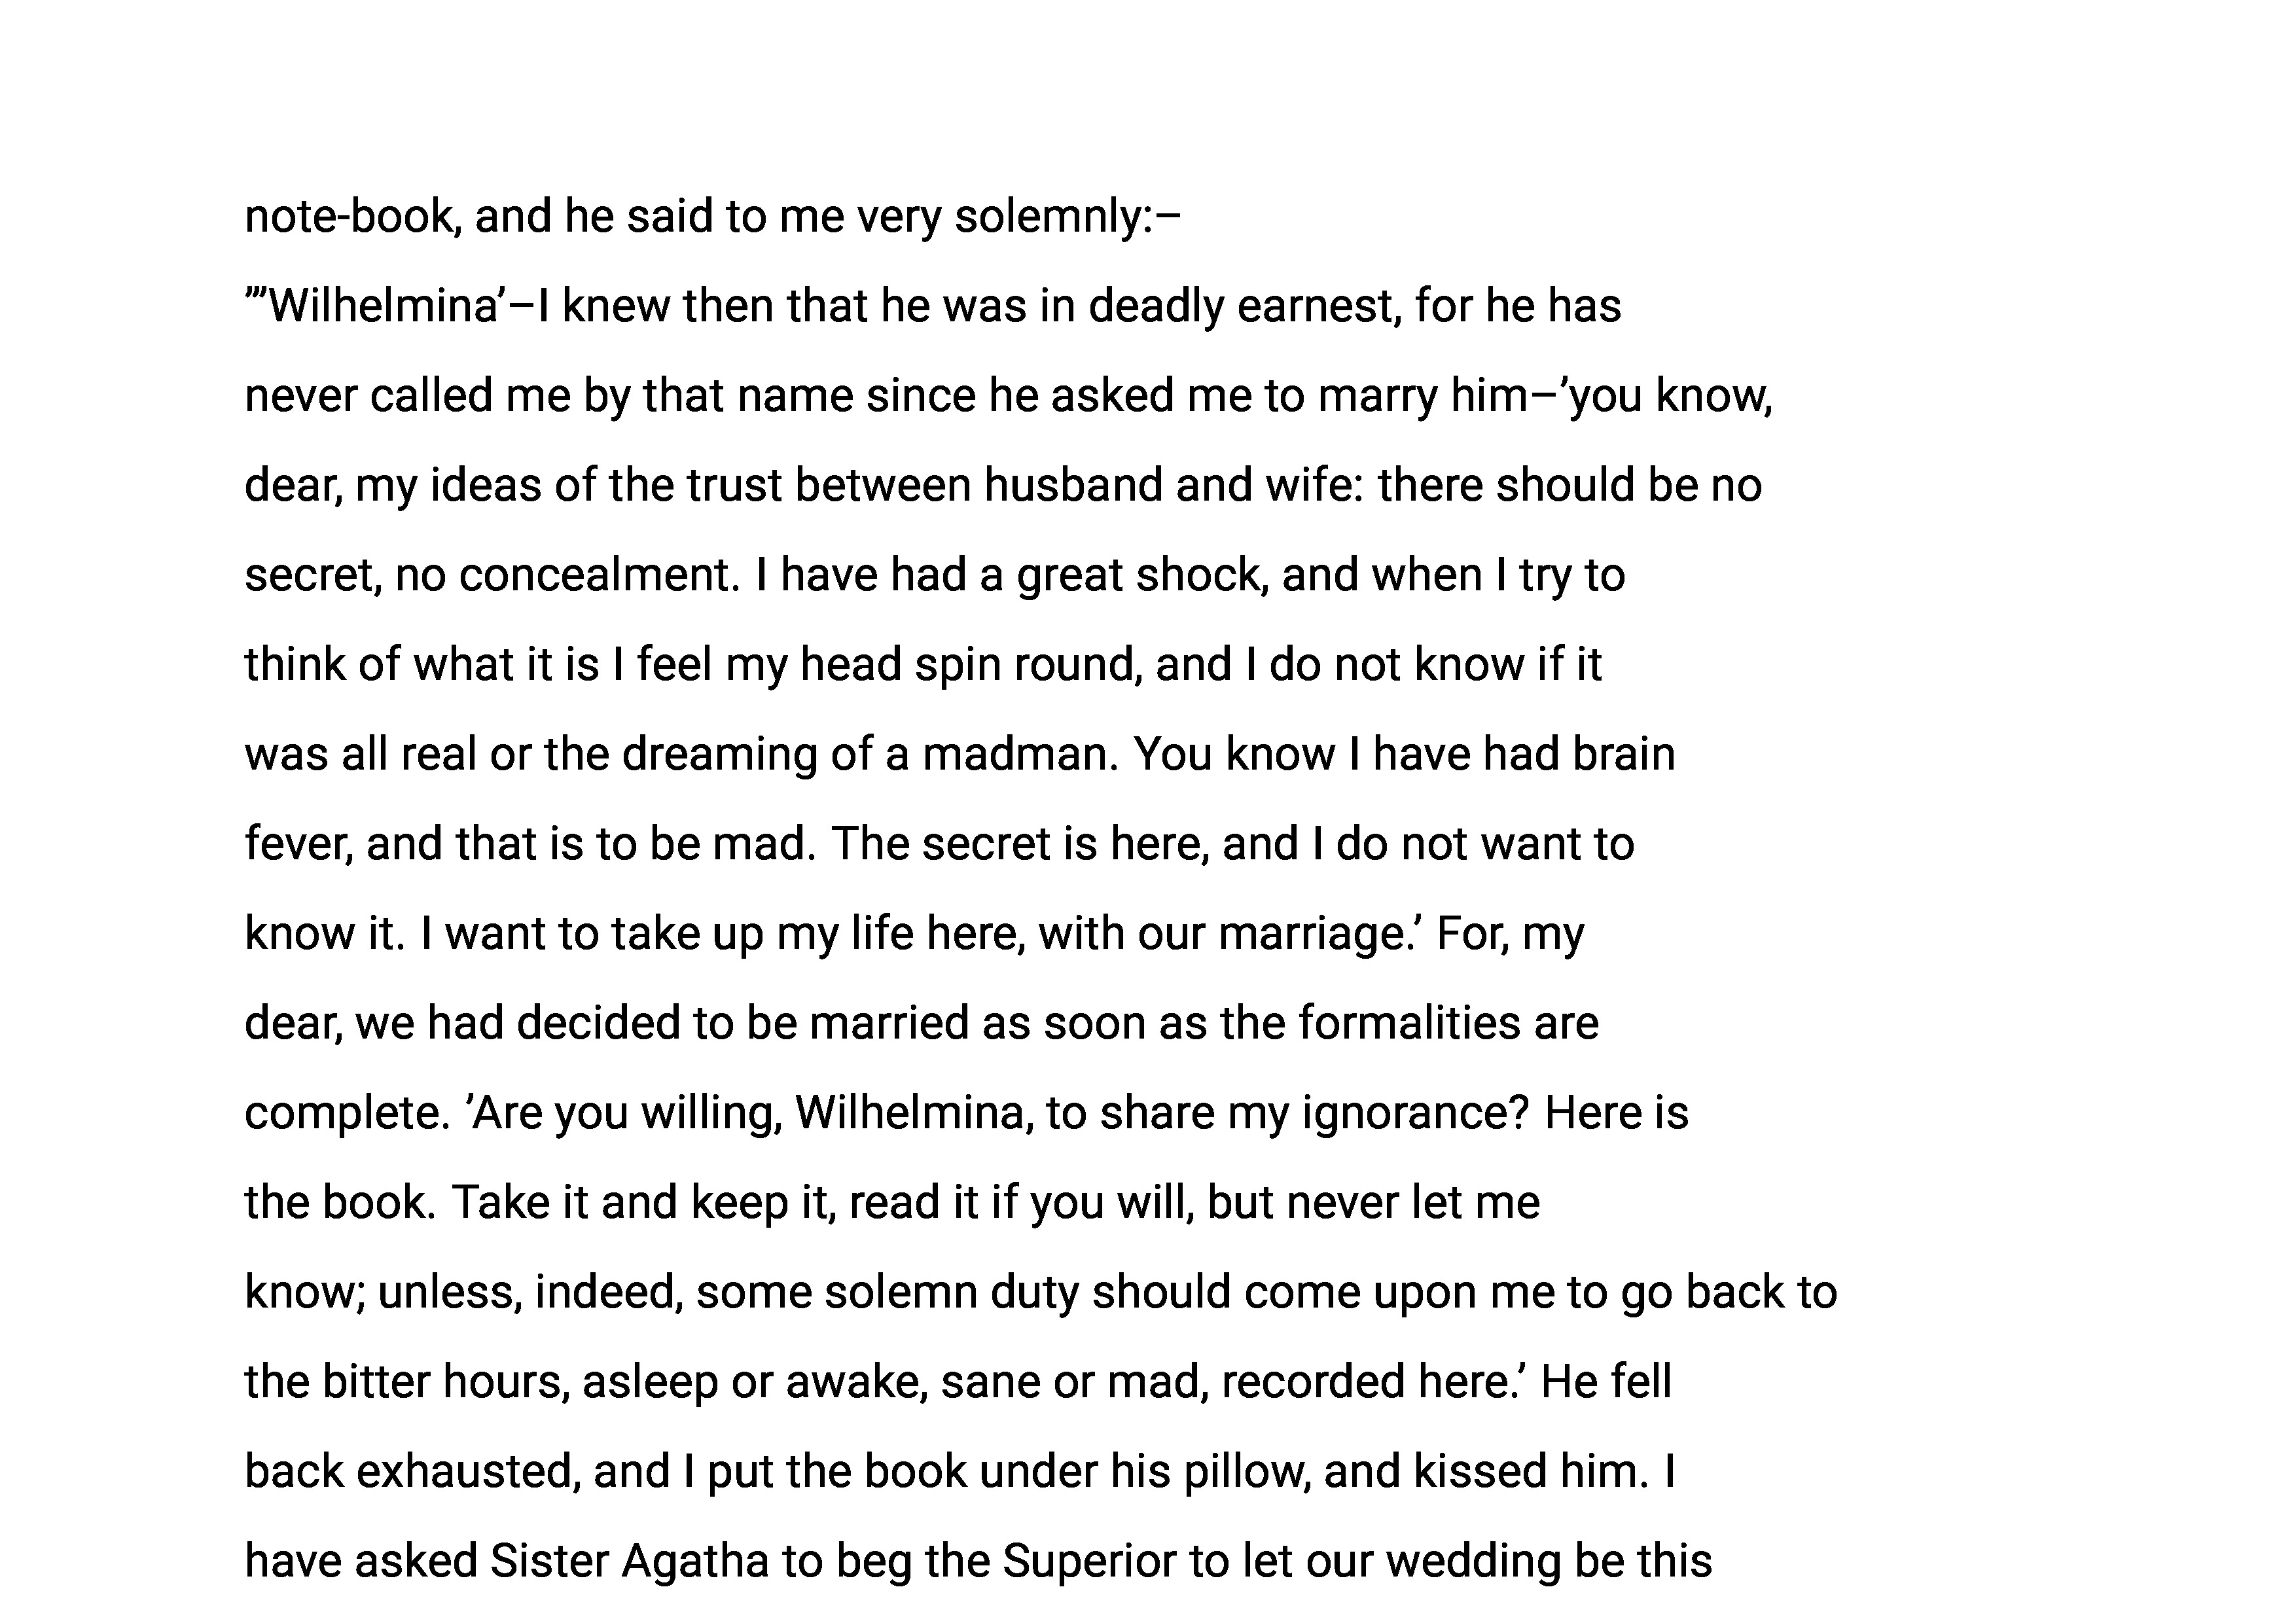 note-book, and he said to me very solemnly:–
”’Wilhelmina’–I knew then that he was in deadly earnest, for he has
never called me by that name since he asked me to marry him–’you know,
dear, my ideas of the trust between husband and wife: there should be no
secret, no concealment. I have had a great shock, and when I try to
think of what it is I feel my head spin round, and I do not know if it
was all real or the dreaming of a madman. You know I have had brain
fever, and that is to be mad. The secret is here, and I do not want to
know it. I want to take up my life here, with our marriage.’ For, my
dear, we had decided to be married as soon as the formalities are
complete. ’Are you willing, Wilhelmina, to share my ignorance? Here is
the book. Take it and keep it, read it if you will, but never let me
know; unless, indeed, some solemn duty should come upon me to go back to
the bitter hours, asleep or awake, sane or mad, recorded here.’ He fell
back exhausted, and I put the book under his pillow, and kissed him. I
have asked Sister Agatha to beg the Superior to let our wedding be this